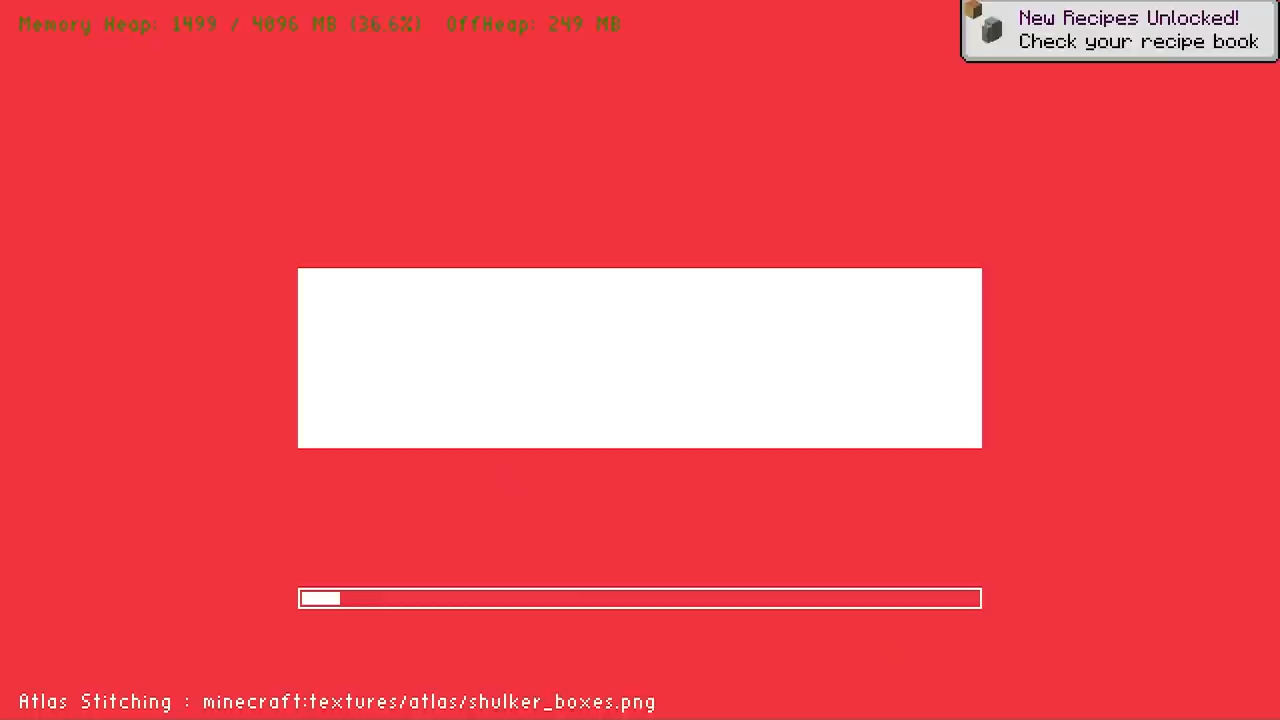 Memory Heap: 1499 / 4096 MB (36.6%)  OffHeap: 249 MB
New Recipes Unlocked!
Check your recipe book
Atlas Stitching : minecraft:textures/atlas/shulker_boxes.png